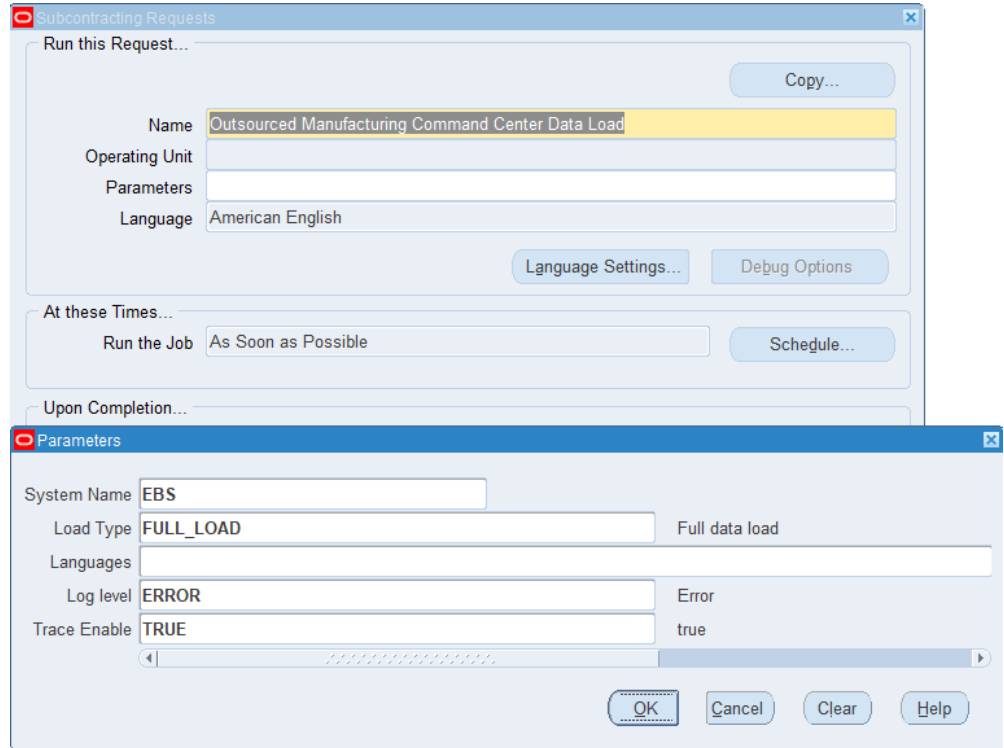 Subcontracting Requests
Run this Request...
Copy...
Name Outsourced Manufacturing Command Center Data Load
Operating Unit
Parameters
Language American English
Language Settings... Debug Options
At these Times...
Run the Job As Soon as Possible Schedule...
Upon Completion...
Parameters
System Name EBS
Load Type FULL_LOAD Full data load
Languages
Log level ERROR Error
Trace Enable TRUE true
OK Cancel Clear Help